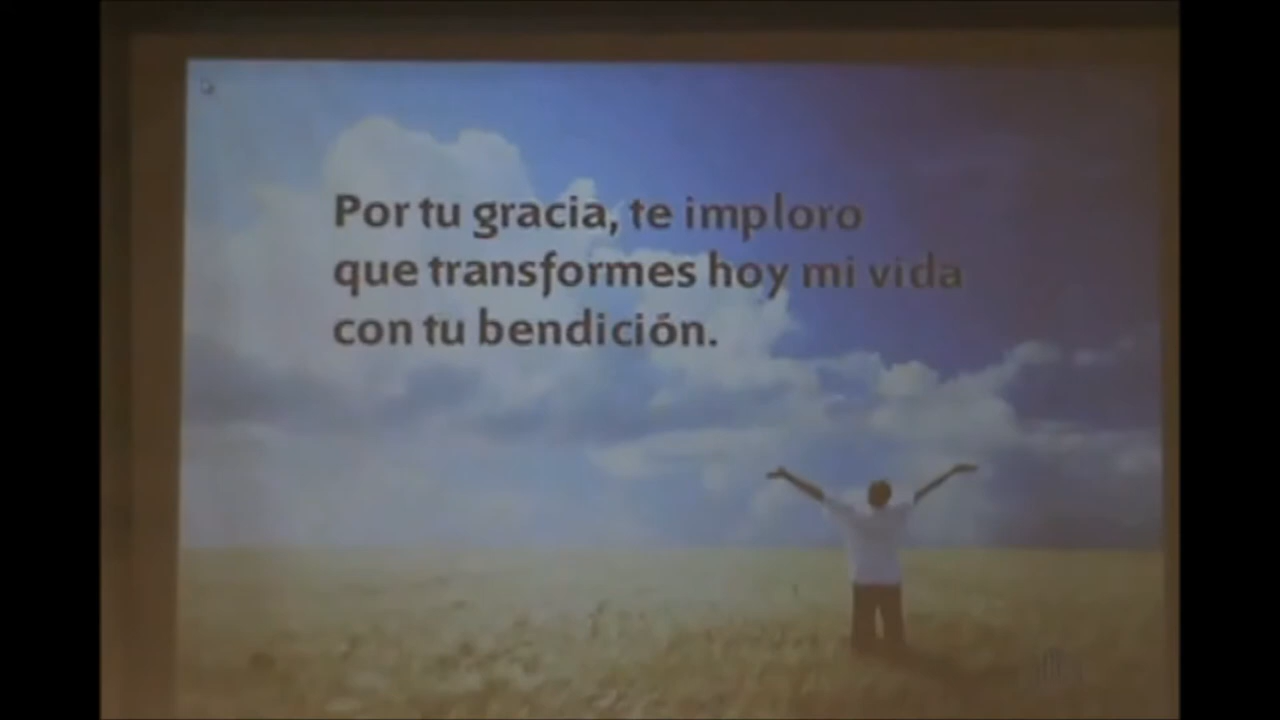 Por tu gracia, te imploro
que transformes hoy mi vida
con tu bendición.